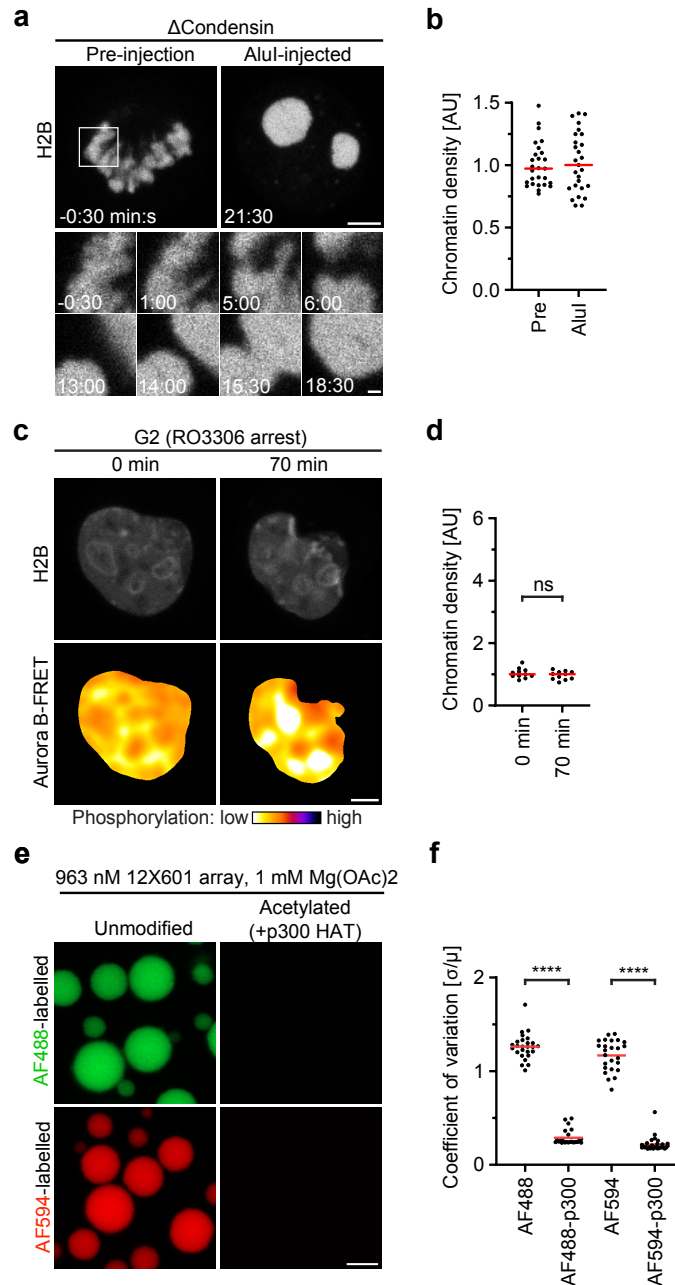 a
ΔCondensin
Pre-injection
AluI-injected
H2B
-0:30 min:s
21:30
-0:30
1:00
5:00
6:00
13:00
14:00
15:30
18:30
b
Chromatin density [AU]
1.5
1.0
0.5
0.0
Pre
AluI
c
G2 (RO3306 arrest)
0 min
70 min
H2B
Aurora B-FRET
Phosphorylation: low
high
d
Chromatin density [AU]
6
4
2
0
ns
0 min
70 min
e
963 nM 12X601 array, 1 mM Mg(OAc)2
Unmodified
Acetylated
(+p300 HAT)
AF488-labelled
AF594-labelled
f
Coefficient of variation [σ/μ]
2
1
0
****
****
AF488
AF488-p300
AF594
AF594-p300